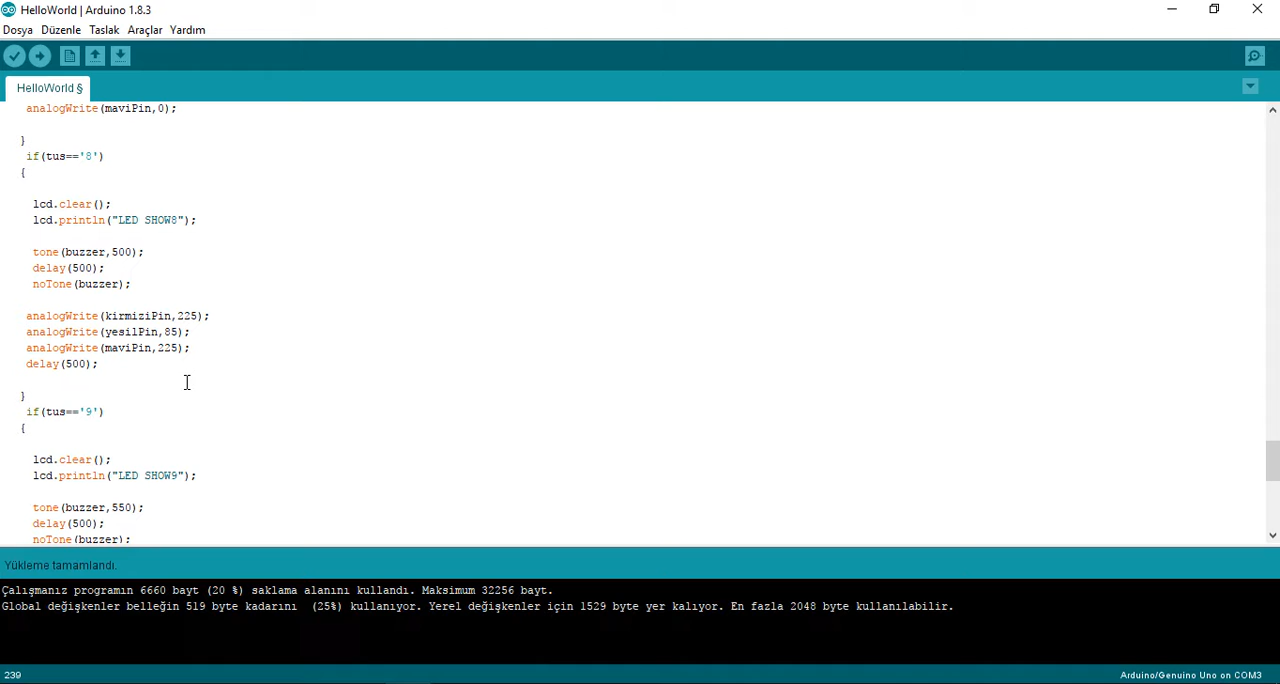 HelloWorld | Arduino 1.8.3
Dosya Düzenle Taslak Araçlar Yardım
HelloWorld §
analogWrite(maviPin,0);
}
if(tus=='8')
{
lcd.clear();
lcd.println("LED SHOW8");
tone(buzzer,500);
delay(500);
noTone(buzzer);
analogWrite(kirmiziPin,225);
analogWrite(yesilPin,85);
analogWrite(maviPin,225);
delay(500);
}
if(tus=='9')
{
lcd.clear();
lcd.println("LED SHOW9");
tone(buzzer,550);
delay(500);
noTone(buzzer);
Yükleme tamamlandı.
Çalışmanız programın 6660 bayt (20 %) saklama alanını kullandı. Maksimum 32256 bayt.
Global değişkenler belleğin 519 byte kadarını (25%) kullanıyor. Yerel değişkenler için 1529 byte yer kalıyor. En fazla 2048 byte kullanılabilir.
239
Arduino/Genuino Uno on COM3